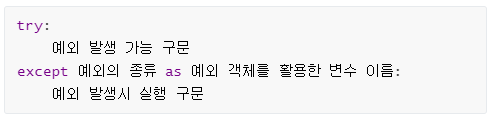 try:
    예외 발생 가능 구문
except 예외의 종류 as 예외 객체를 활용한 변수 이름:
    예외 발생시 실행 구문